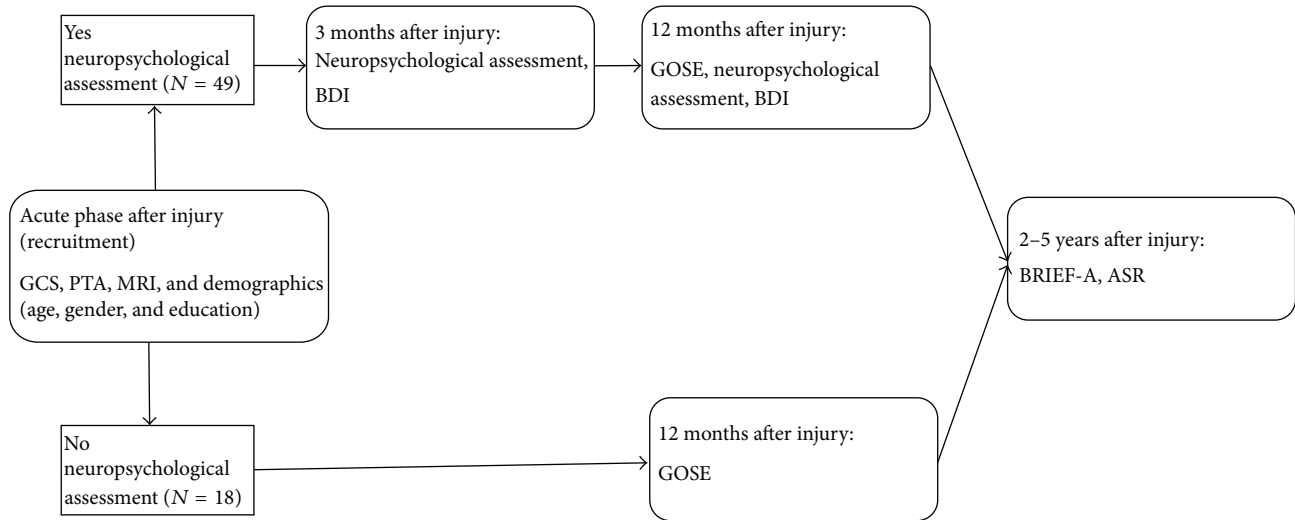 Yes
neuropsychological
assessment (N = 49)
3 months after injury:
Neuropsychological assessment,
BDI
12 months after injury:
GOSE, neuropsychological
assessment, BDI
Acute phase after injury
(recruitment)
GCS, PTA, MRI, and demographics
(age, gender, and education)
2–5 years after injury:
BRIEF-A, ASR
No
neuropsychological
assessment (N = 18)
12 months after injury:
GOSE